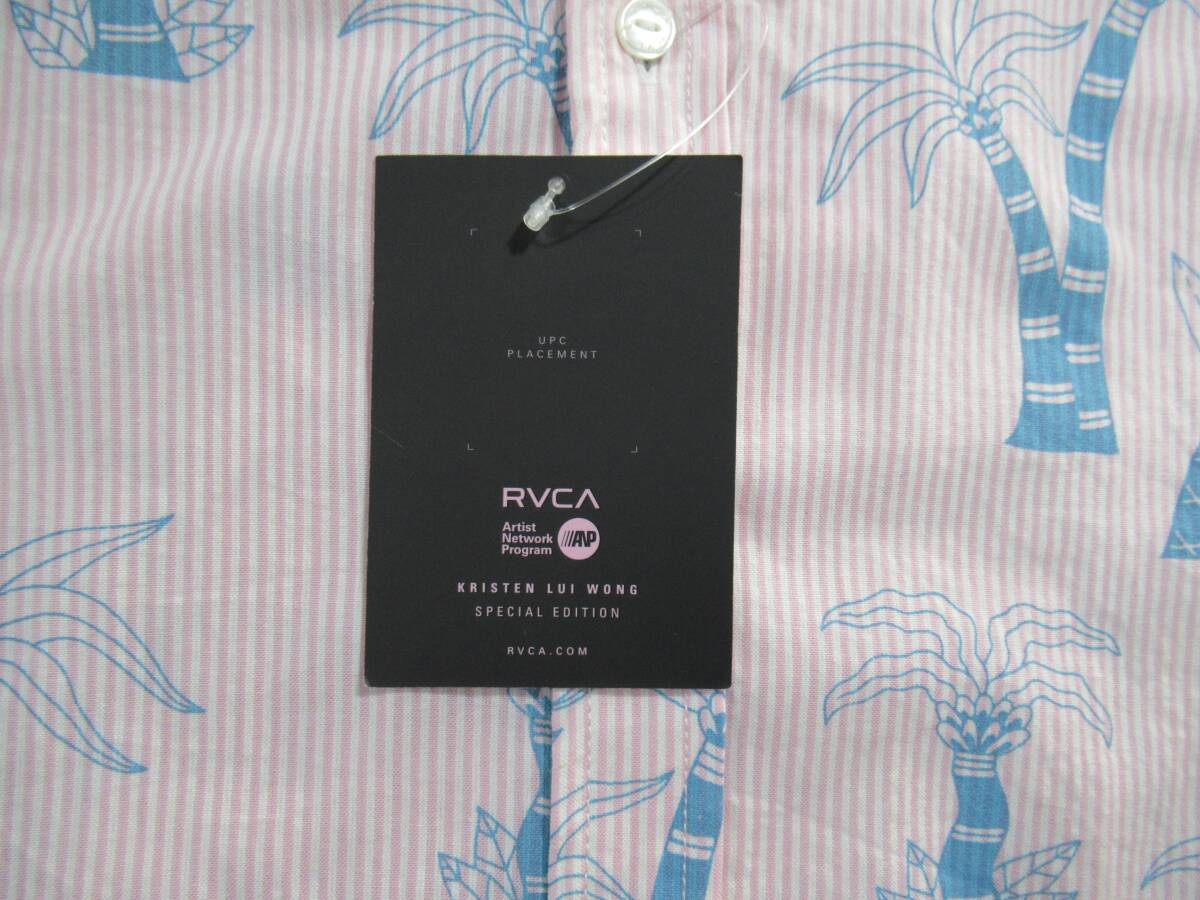 UPC
PLACEMENT
RVCA
Artist
Network
Program
ANP
KRISTEN LUI WONG
SPECIAL EDITION
RVCA.COM